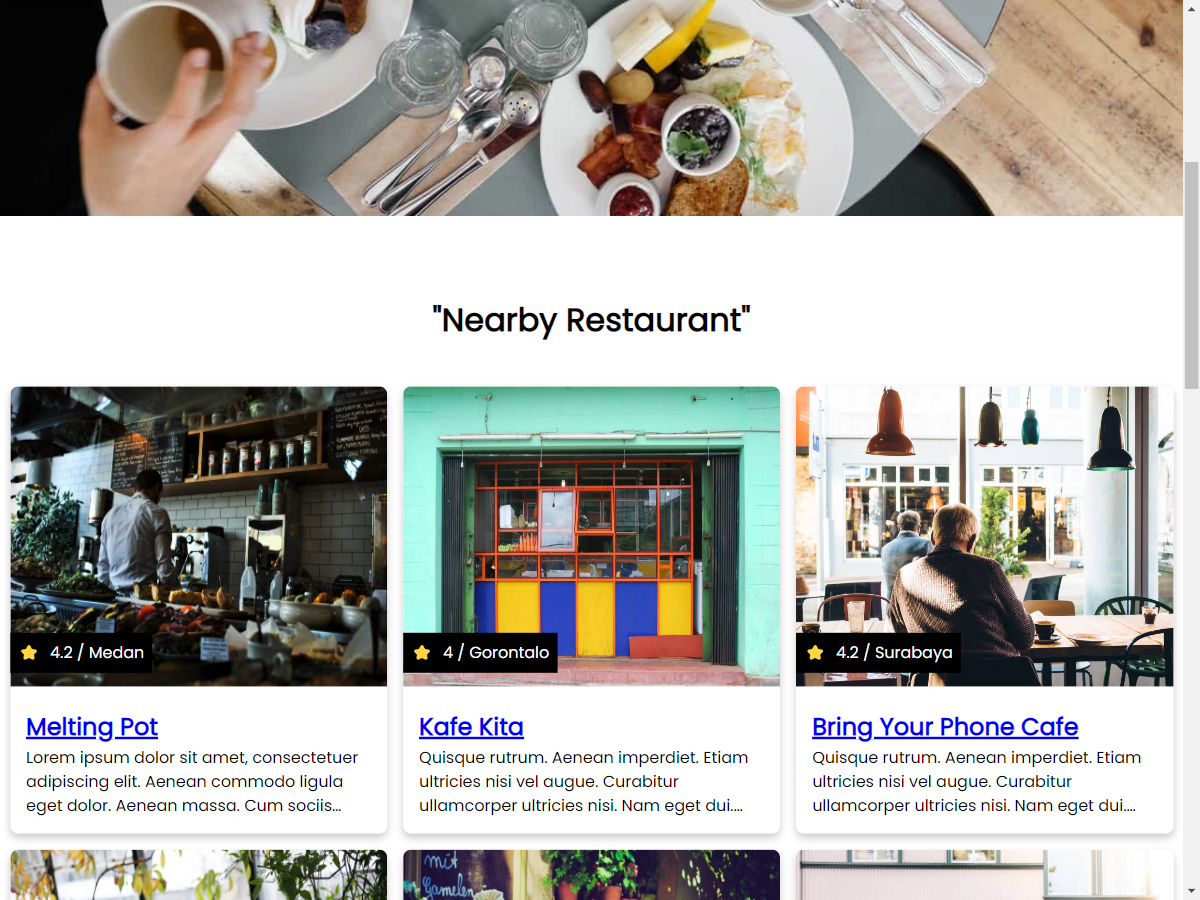 "Nearby Restaurant"
4.2 / Medan
4 / Gorontalo
4.2 / Surabaya
Melting Pot
Lorem ipsum dolor sit amet, consectetuer
adipiscing elit. Aenean commodo ligula
eget dolor. Aenean massa. Cum sociis...
Kafe Kita
Quisque rutrum. Aenean imperdiet. Etiam
ultricies nisi vel augue. Curabitur
ullamcorper ultricies nisi. Nam eget dui....
Bring Your Phone Cafe
Quisque rutrum. Aenean imperdiet. Etiam
ultricies nisi vel augue. Curabitur
ullamcorper ultricies nisi. Nam eget dui....
mit
Gamelen